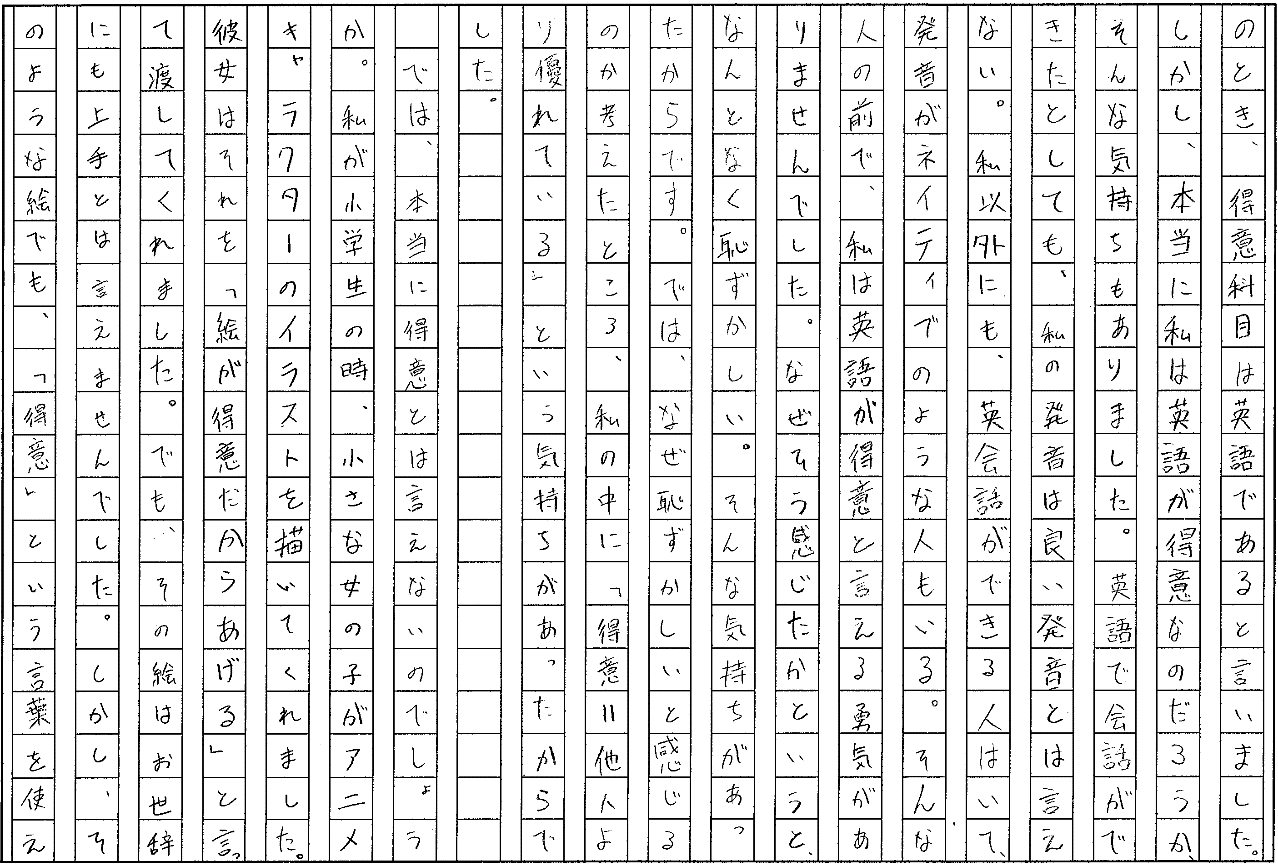 のとき、得意科目は英語であると言いました。
しかし、本当に私は英語が得意なのだろうか
そんな気持ちもありました。英語で会話がで
きたとしても、私の発音は良い発音とは言え
ない。私以外にも、英会話ができる人はいて、
発音がネイティでのような人もいる。そんな
人の前で、私は英語が得意と言える勇気があ
りませんでした。なぜそう感じたかというと、
なんとなく恥ずかしい。そんな気持ちがあっ
たからです。では、なぜ恥ずかしいと感じる
のか考えたところ、私の中に「得意＝他人よ
り優れている」という気持ちがあったからで
した。
では、本当に得意とは言えないのでしょう
か。私が小学生の時、小さな女の子がアニメ
キャラクターのイラストを描いてくれました。
彼女はそれを「絵が得意だからあげる」と言っ
て渡してくれました。でも、その絵はお世辞
にも上手とは言えませんでした。しかし、そ
のような絵でも、「得意」という言葉を使え